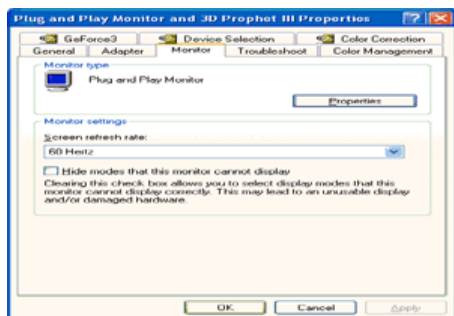 Plug and Play Monitor and 3D Prophet III Properties
GeForce3 Device Selection Color Correction
General Adapter Monitor Troubleshoot Color Management
Monitor type
Plug and Play Monitor
Properties
Monitor settings
Screen refresh rate:
60 Hertz
Hide modes that this monitor cannot display
Clearing this check box allows you to select display modes that this
monitor cannot display correctly. This may lead to an unusable display
and/or damaged hardware.
OK Cancel Apply